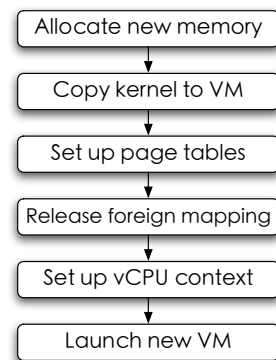 Allocate new memory
Copy kernel to VM
Set up page tables
Release foreign mapping
Set up vCPU context
Launch new VM